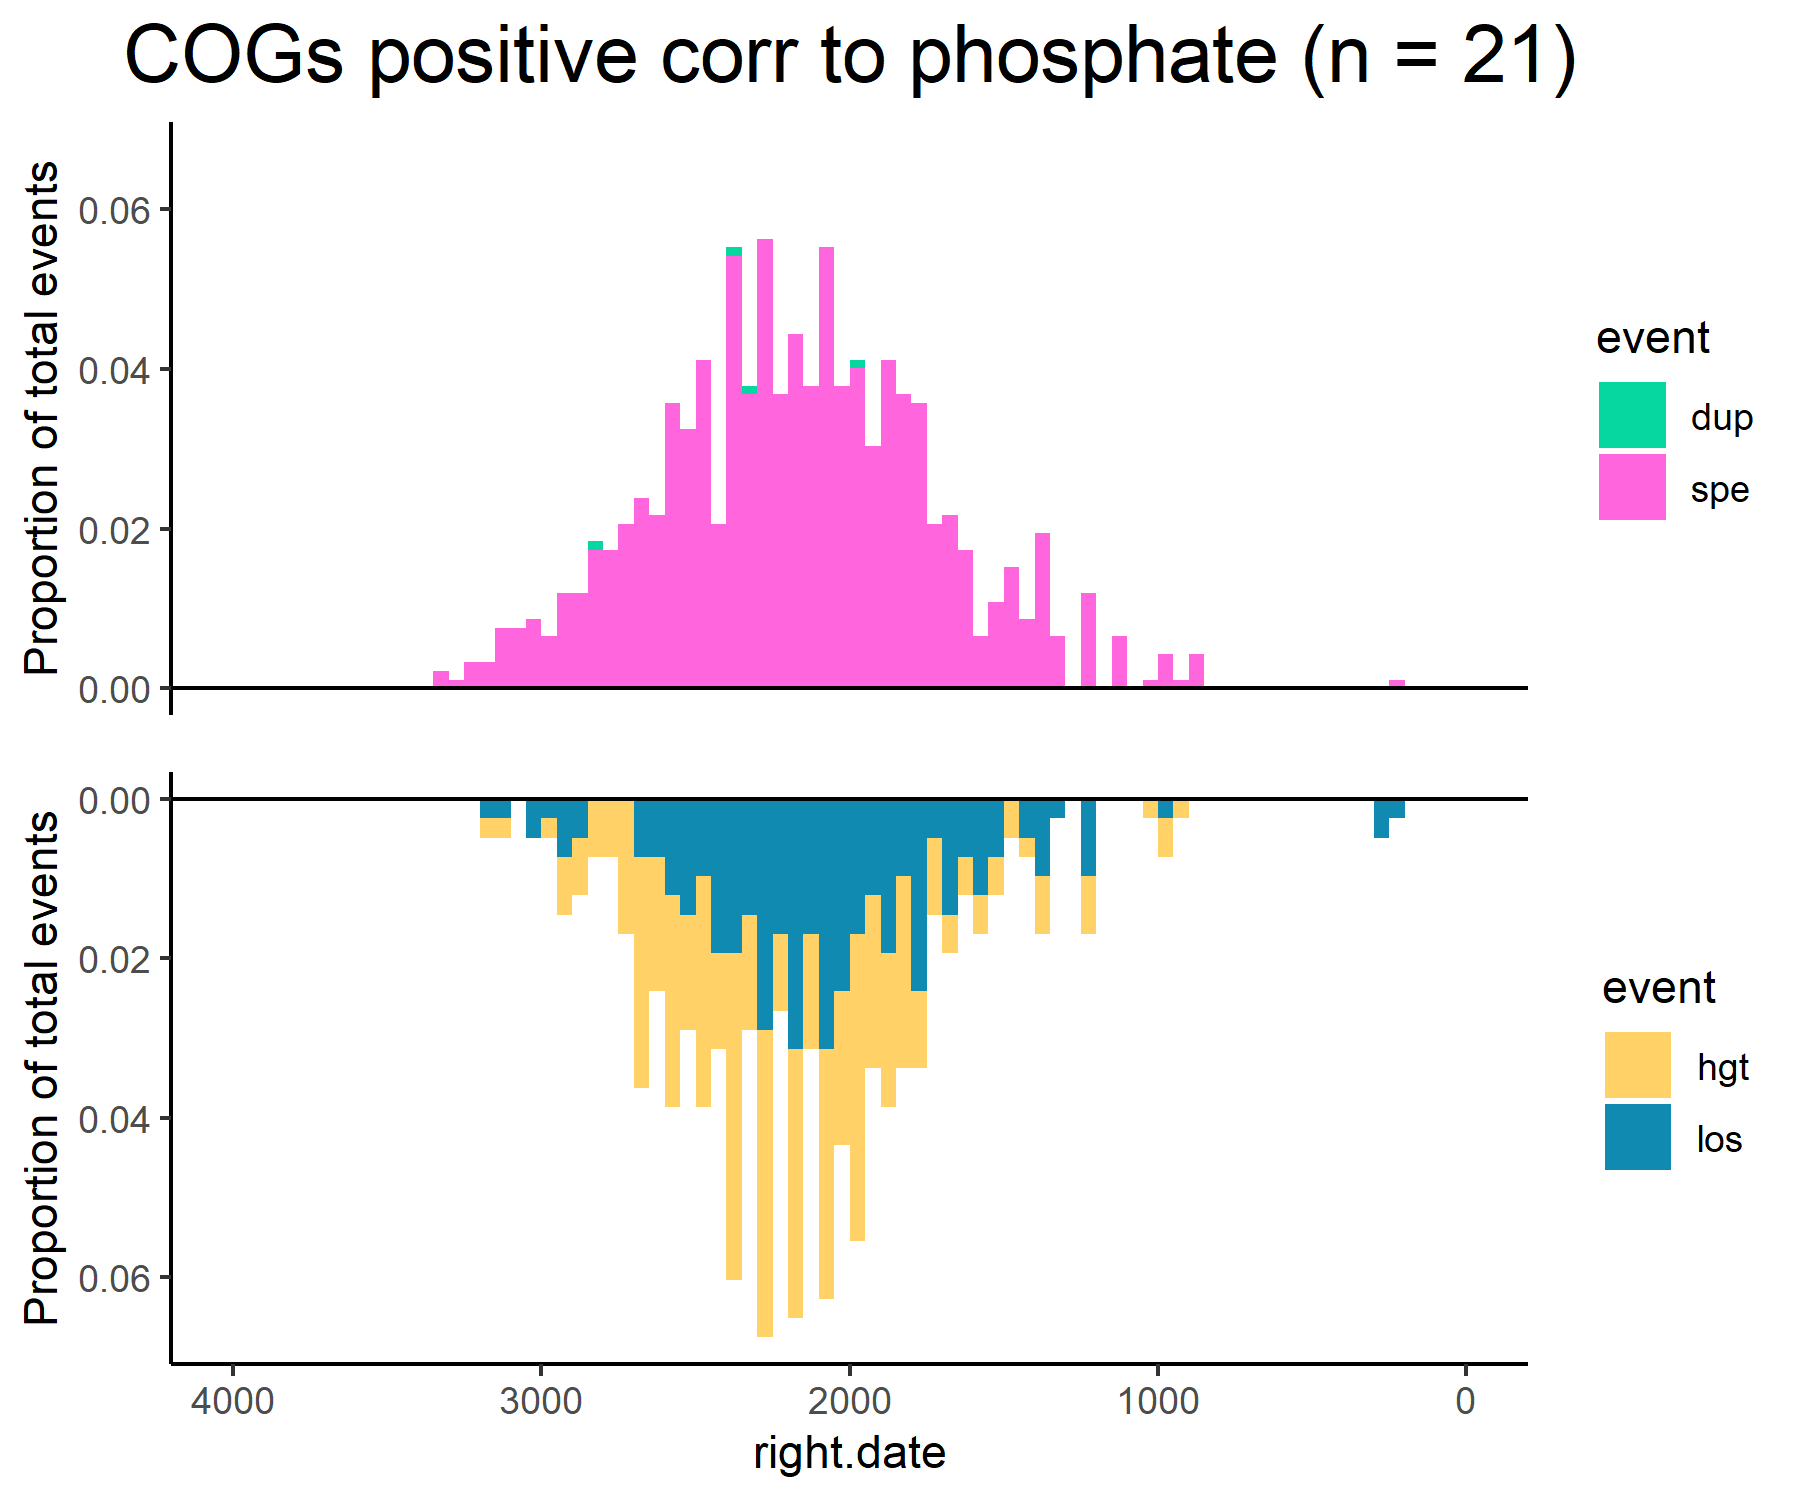 COGs positive corr to phosphate (n = 21)
Proportion of total events
0.06
0.04
0.02
0.00
event
dup
spe
Proportion of total events
0.00
0.02
0.04
0.06
event
hgt
los
4000 3000 2000 1000 0
right.date